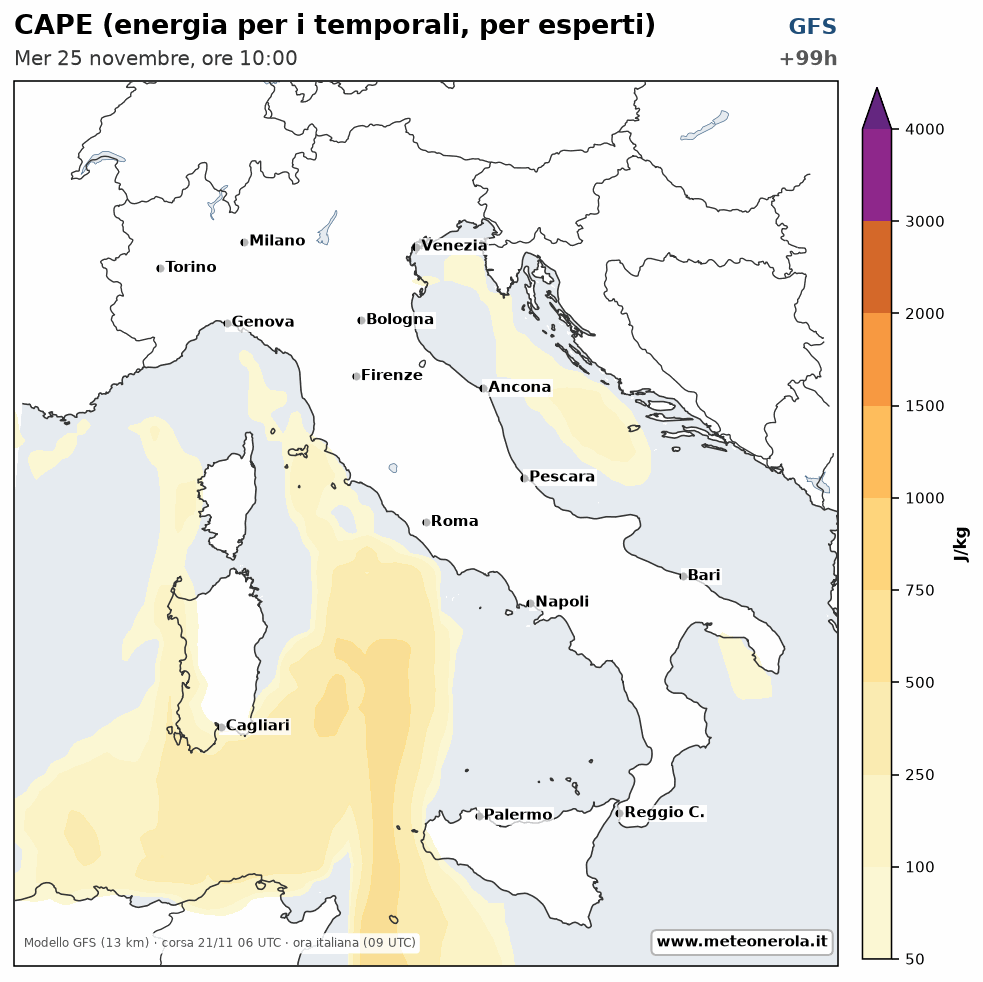 CAPE (energia per i temporali, per esperti)
GFS
Mer 25 novembre, ore 10:00
+99h
4000
3000
2000
1500
1000
750
500
250
100
50
J/kg
Milano
Venezia
Torino
Genova
Bologna
Firenze
Ancona
Pescara
Roma
Bari
Napoli
Cagliari
Palermo
Reggio C.
Modello GFS (13 km) · corsa 21/11 06 UTC · ora italiana (09 UTC)
www.meteonerola.it